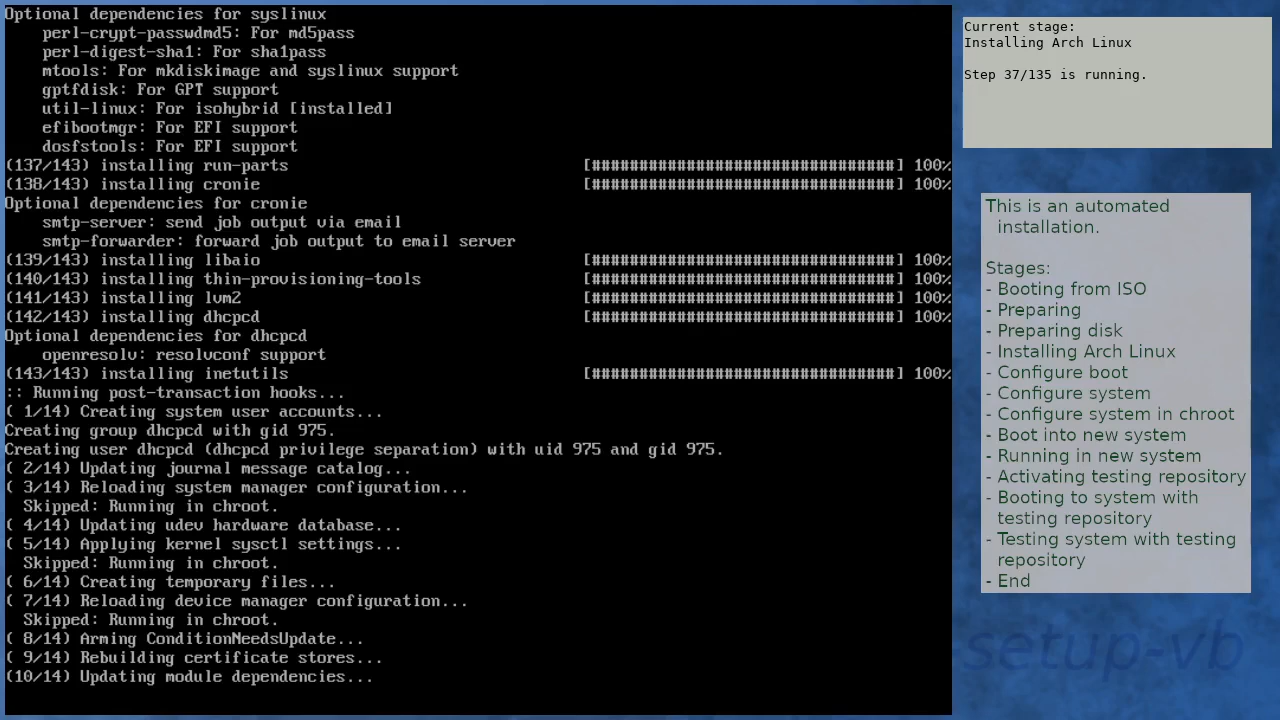 Optional dependencies for syslinux
perl-crypt-passwdmd5: For md5pass
perl-digest-sha1: For sha1pass
mtools: For mkdiskimage and syslinux support
gptfdisk: For GPT support
util-linux: For isohybrid [installed]
efibootmgr: For EFI support
dosfstools: For EFI support
(137/143) installing run-parts [################################] 100%
(138/143) installing cronie [################################] 100%
Optional dependencies for cronie
smtp-server: send job output via email
smtp-forwarder: forward job output to email server
(139/143) installing libaio [################################] 100%
(140/143) installing thin-provisioning-tools [################################] 100%
(141/143) installing lvm2 [################################] 100%
(142/143) installing dhcpcd [################################] 100%
Optional dependencies for dhcpcd
openresolv: resolvconf support
(143/143) installing inetutils [################################] 100%
:: Running post-transaction hooks...
( 1/14) Creating system user accounts...
Creating group dhcpcd with gid 975.
Creating user dhcpcd (dhcpcd privilege separation) with uid 975 and gid 975.
( 2/14) Updating journal message catalog...
( 3/14) Reloading system manager configuration...
Skipped: Running in chroot.
( 4/14) Updating udev hardware database...
( 5/14) Applying kernel sysctl settings...
Skipped: Running in chroot.
( 6/14) Creating temporary files...
( 7/14) Reloading device manager configuration...
Skipped: Running in chroot.
( 8/14) Arming ConditionNeedsUpdate...
( 9/14) Rebuilding certificate stores...
(10/14) Updating module dependencies...
Current stage:
Installing Arch Linux
Step 37/135 is running.
This is an automated
installation.
Stages:
- Booting from ISO
- Preparing
- Preparing disk
- Installing Arch Linux
- Configure boot
- Configure system
- Configure system in chroot
- Boot into new system
- Running in new system
- Activating testing repository
- Booting to system with
testing repository
- Testing system with testing
repository
- End
setup-vb